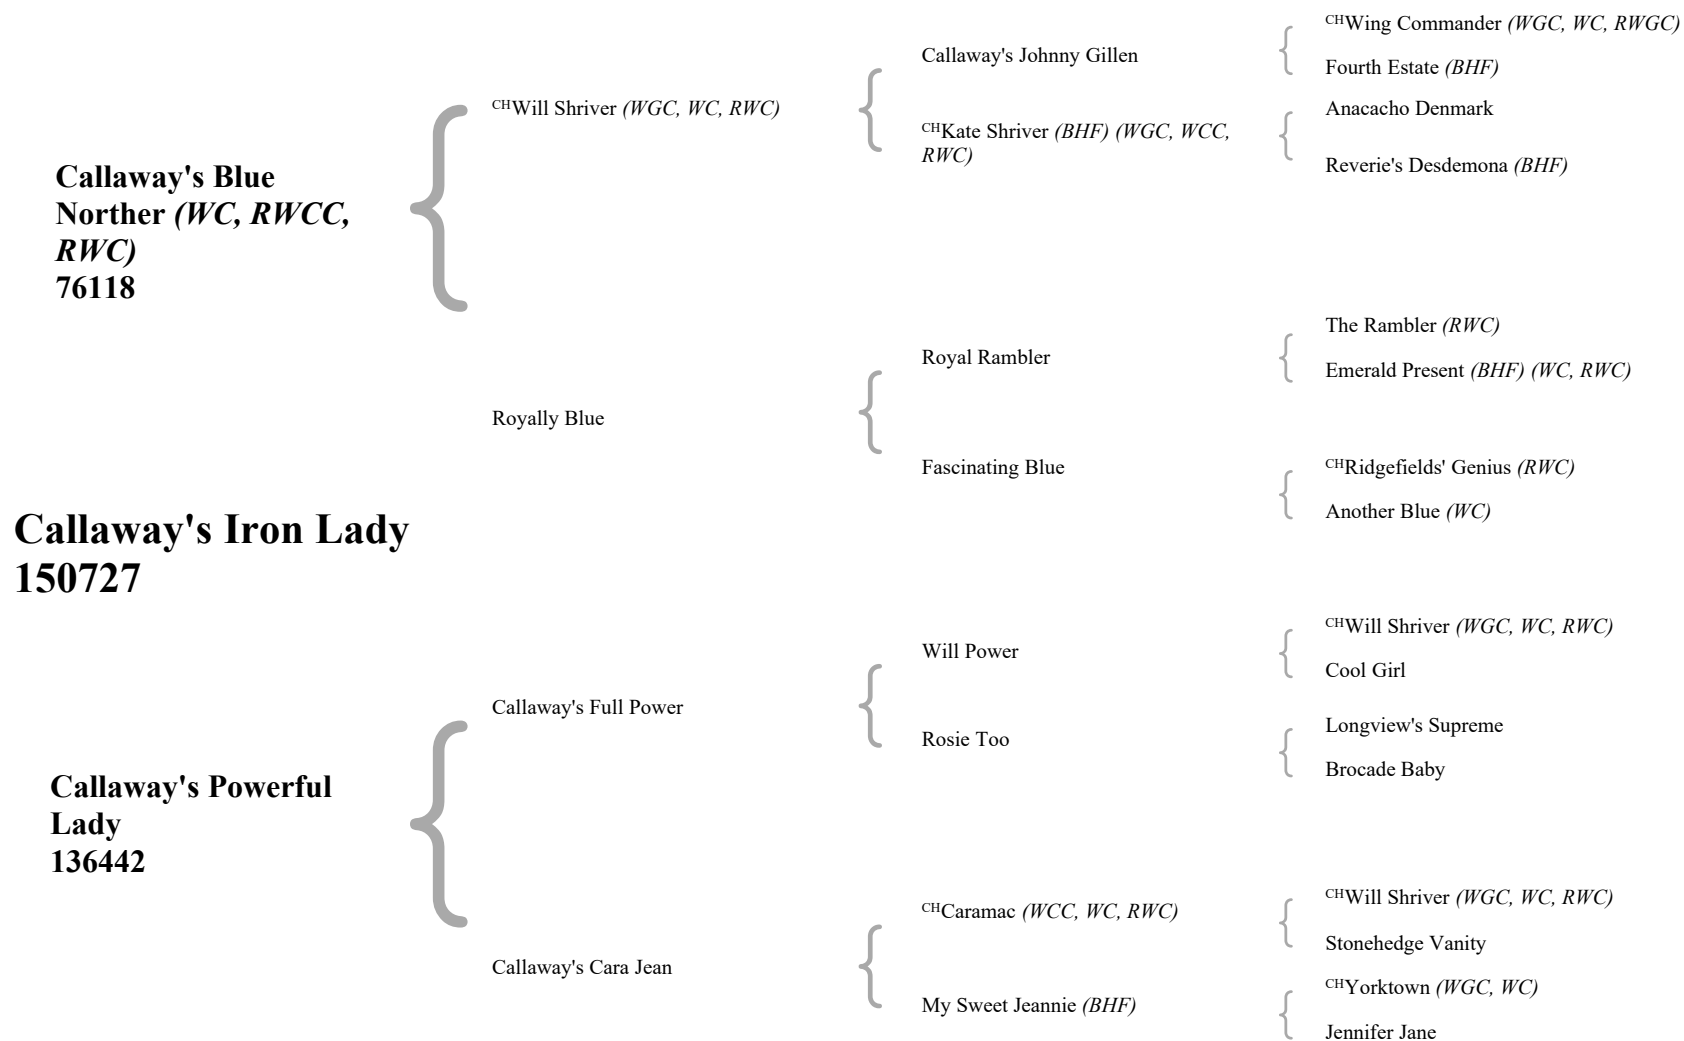 CHWing Commander (WGC, WC, RWGC)
Callaway's Johnny Gillen
Fourth Estate (BHF)
CHWill Shriver (WGC, WC, RWC)
Anacacho Denmark
CHKate Shriver (BHF) (WGC, WCC,
RWC)
Reverie's Desdemona (BHF)
Callaway's Blue
Norther (WC, RWCC,
RWC)
76118
The Rambler (RWC)
Royal Rambler
Emerald Present (BHF) (WC, RWC)
Royally Blue
Fascinating Blue
CHRidgefields' Genius (RWC)
Another Blue (WC)
Callaway's Iron Lady
150727
CHWill Shriver (WGC, WC, RWC)
Will Power
Cool Girl
Callaway's Full Power
Longview's Supreme
Rosie Too
Brocade Baby
Callaway's Powerful
Lady
136442
CHWill Shriver (WGC, WC, RWC)
CHCaramac (WCC, WC, RWC)
Stonehedge Vanity
Callaway's Cara Jean
CHYorktown (WGC, WC)
My Sweet Jeannie (BHF)
Jennifer Jane